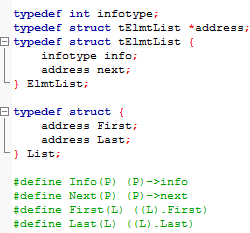 typedef int infotype;
typedef struct tElmtList *address;
typedef struct tElmtList {
    infotype info;
    address next;
} ElmtList;

typedef struct {
    address First;
    address Last;
} List;

#define Info(P) (P)->info
#define Next(P) (P)->next
#define First(L) ((L).First)
#define Last(L) ((L).Last)